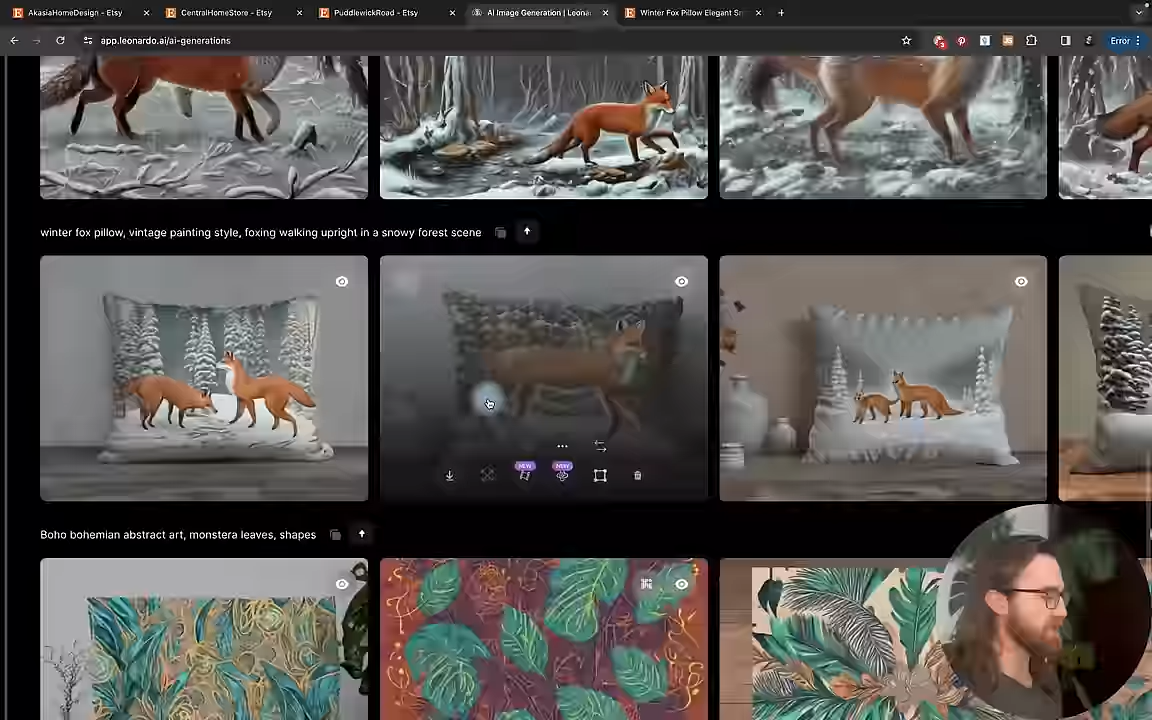 AkasiaHomeDesign - Etsy
CentralHomeStore - Etsy
PuddlewickRoad - Etsy
AI Image Generation | Leona
Winter Fox Pillow Elegant Sn
app.leonardo.ai/ai-generations
3
Error
winter fox pillow, vintage painting style, foxing walking upright in a snowy forest scene
NEW
NEW
Boho bohemian abstract art, monstera leaves, shapes